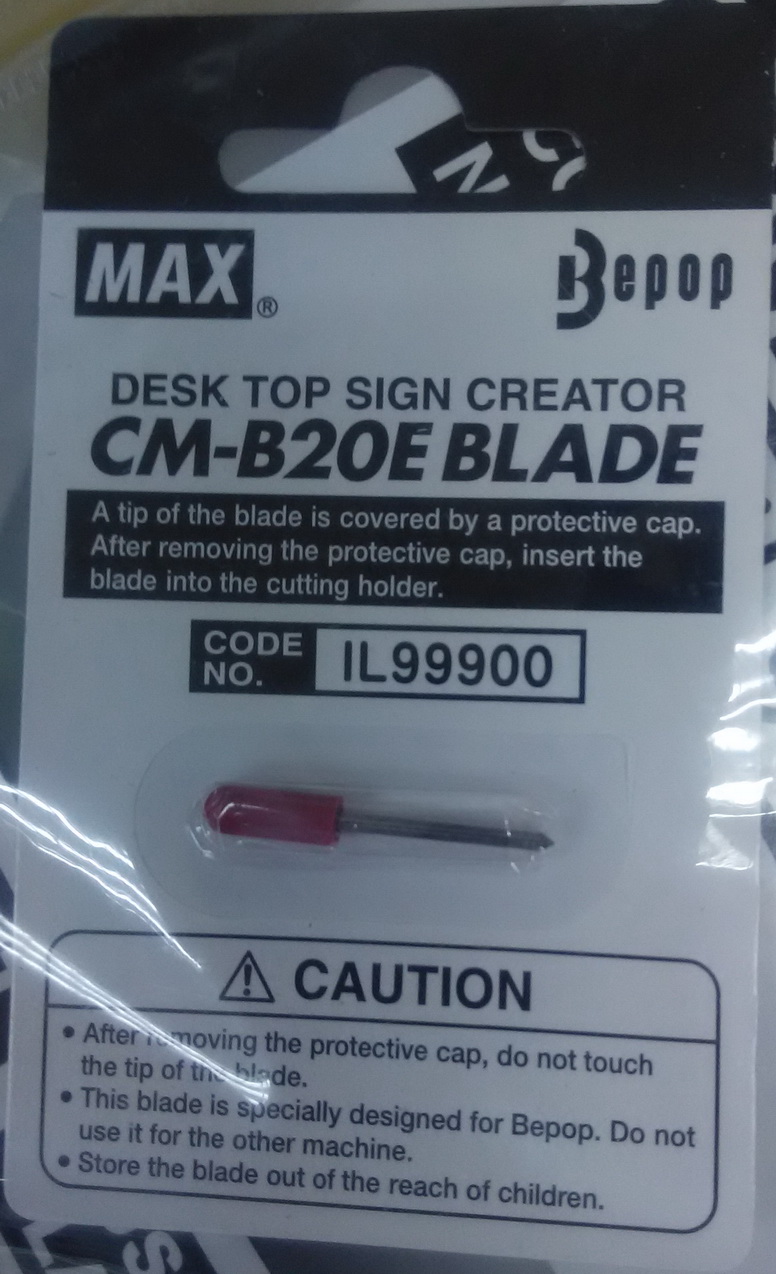 MAX®
Bepop
DESK TOP SIGN CREATOR
CM-B20E BLADE
A tip of the blade is covered by a protective cap.
After removing the protective cap, insert the
blade into the cutting holder.
CODE
NO.
IL99900
⚠ CAUTION
• After removing the protective cap, do not touch
the tip of the blade.
• This blade is specially designed for Bepop. Do not
use it for the other machine.
• Store the blade out of the reach of children.